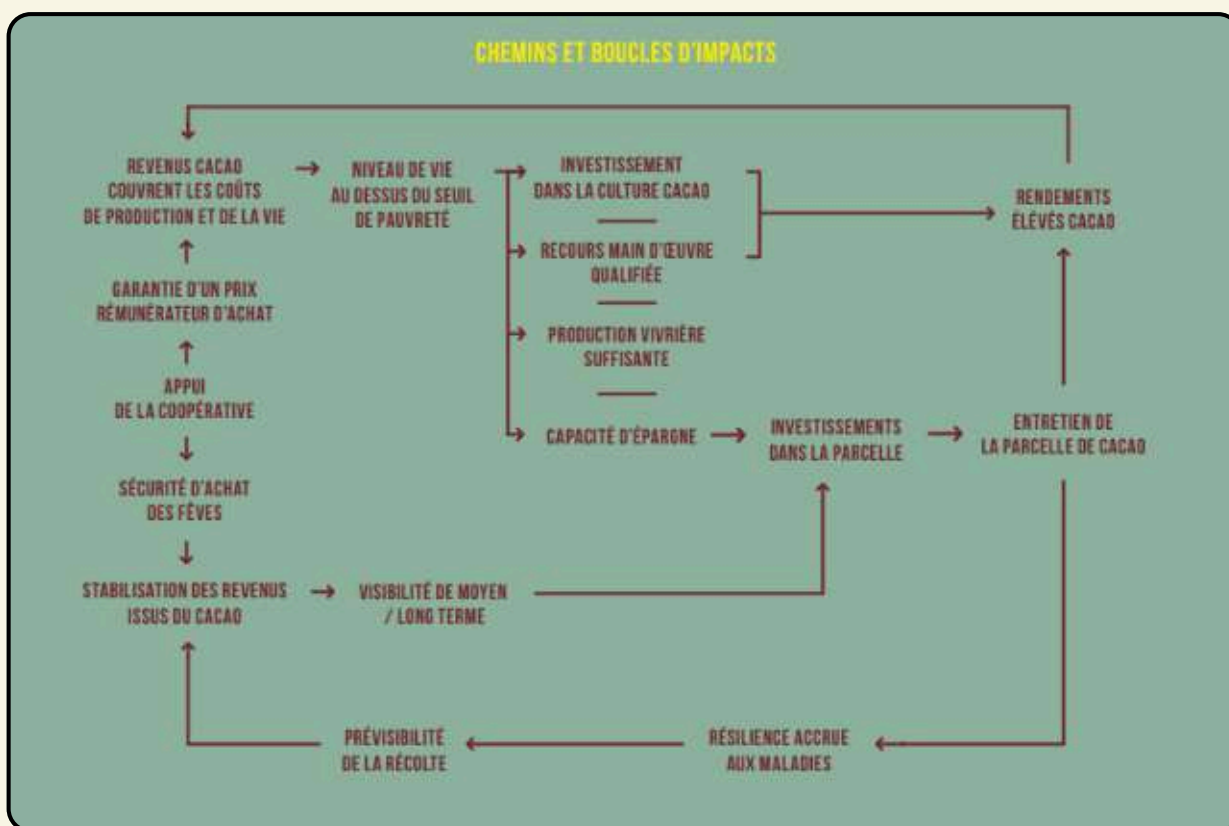 CHEMINS ET BOUCLES D'IMPACTS
REVENUS CACAO
COUVRENT LES COÛTS
DE PRODUCTION ET DE LA VIE
NIVEAU DE VIE
AU DESSUS DU SEUIL
DE PAUVRETÉ
INVESTISSEMENT
DANS LA CULTURE CACAO
RECOURS MAIN D'ŒUVRE
QUALIFIÉE
PRODUCTION VIVRIÈRE
SUFFISANTE
CAPACITÉ D'ÉPARGNE
RENDEMENTS
ÉLÉVÉS CACAO
GARANTIE D'UN PRIX
RÉMUNÉRATEUR D'ACHAT
APPUI
DE LA COOPÉRATIVE
SÉCURITÉ D'ACHAT
DES FÊVES
INVESTISSEMENTS
DANS LA PARCELLE
ENTRETIEN DE
LA PARCELLE DE CACAO
STABILISATION DES REVENUS
ISSUS DU CACAO
VISIBILITÉ DE MOYEN
/ LONG TERME
PRÉVISIBILITÉ
DE LA RÉCOLTE
RÉSILIENCE ACCRUE
AUX MALADIES